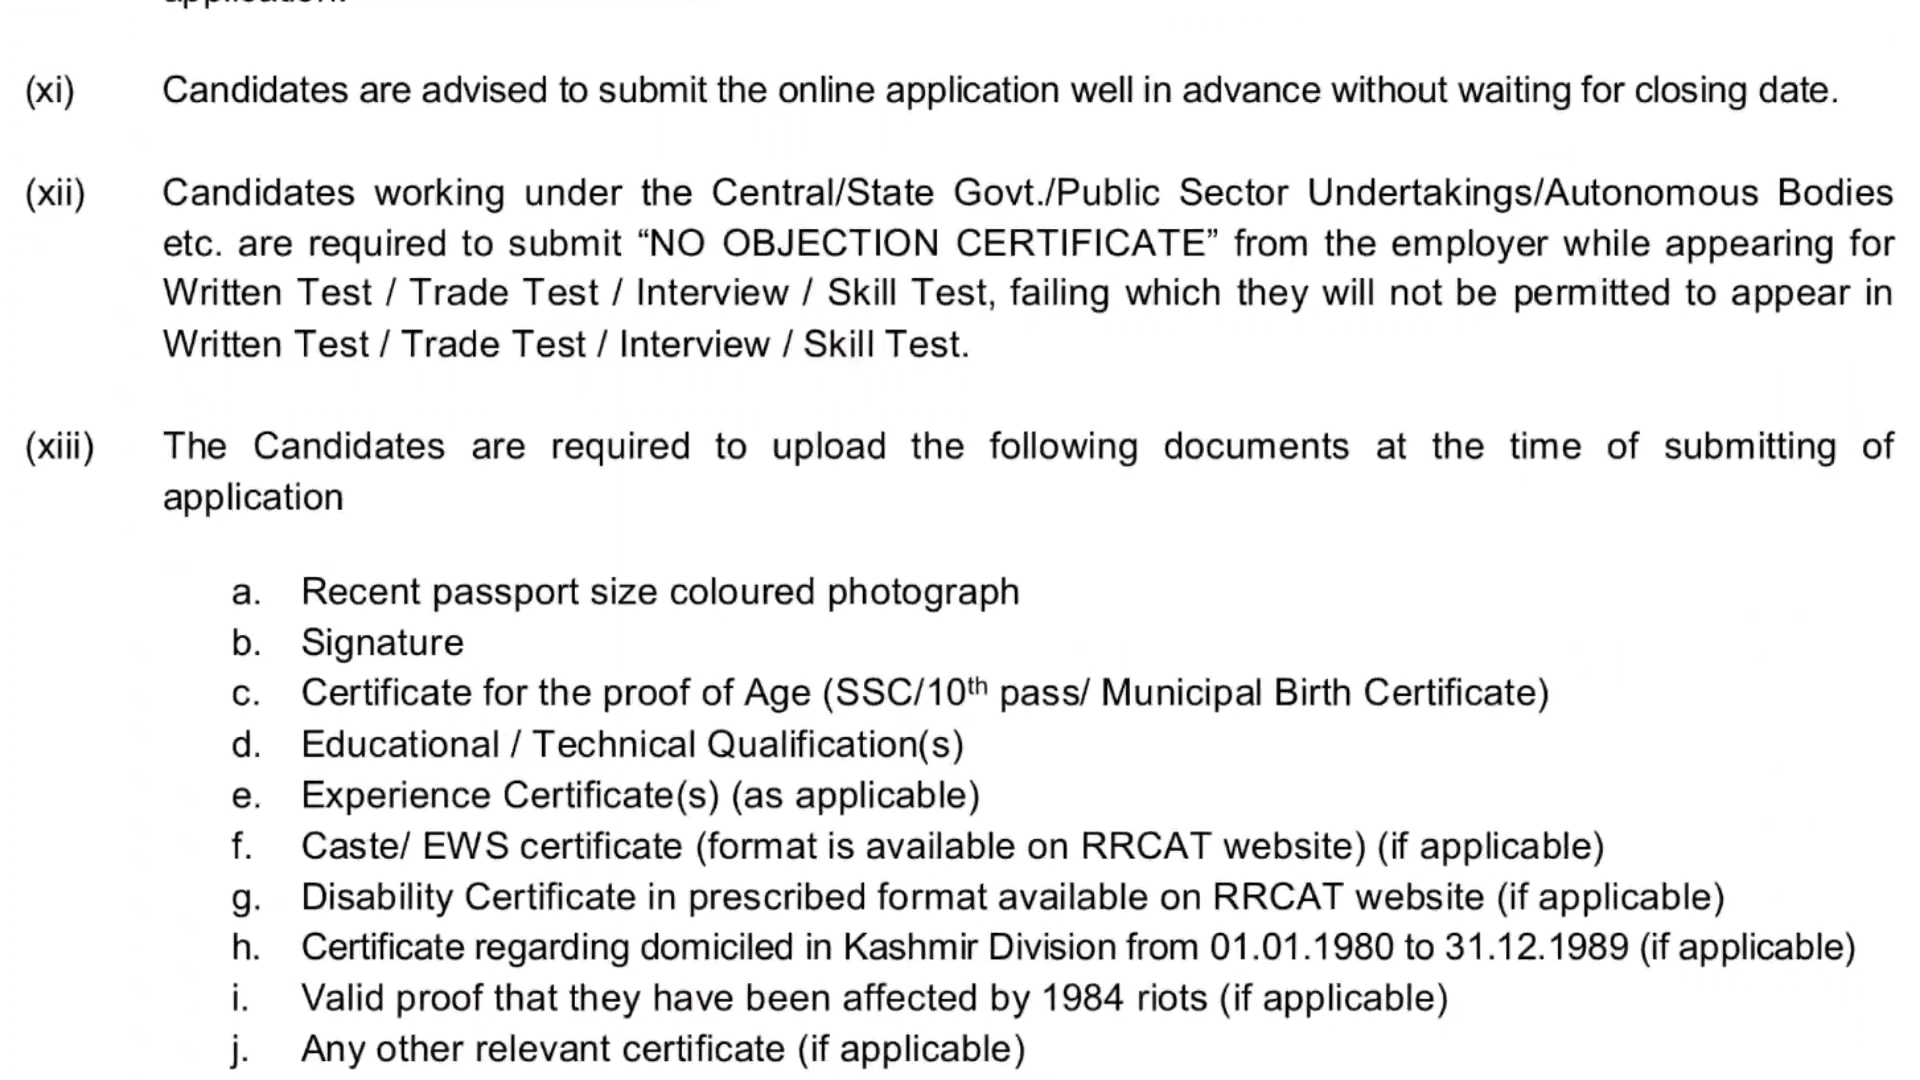 (xi) Candidates are advised to submit the online application well in advance without waiting for closing date.
(xii) Candidates working under the Central/State Govt./Public Sector Undertakings/Autonomous Bodies
etc. are required to submit “NO OBJECTION CERTIFICATE” from the employer while appearing for
Written Test / Trade Test / Interview / Skill Test, failing which they will not be permitted to appear in
Written Test / Trade Test / Interview / Skill Test.
(xiii) The Candidates are required to upload the following documents at the time of submitting of
application
a. Recent passport size coloured photograph
b. Signature
c. Certificate for the proof of Age (SSC/10th pass/ Municipal Birth Certificate)
d. Educational / Technical Qualification(s)
e. Experience Certificate(s) (as applicable)
f. Caste/ EWS certificate (format is available on RRCAT website) (if applicable)
g. Disability Certificate in prescribed format available on RRCAT website (if applicable)
h. Certificate regarding domiciled in Kashmir Division from 01.01.1980 to 31.12.1989 (if applicable)
i. Valid proof that they have been affected by 1984 riots (if applicable)
j. Any other relevant certificate (if applicable)